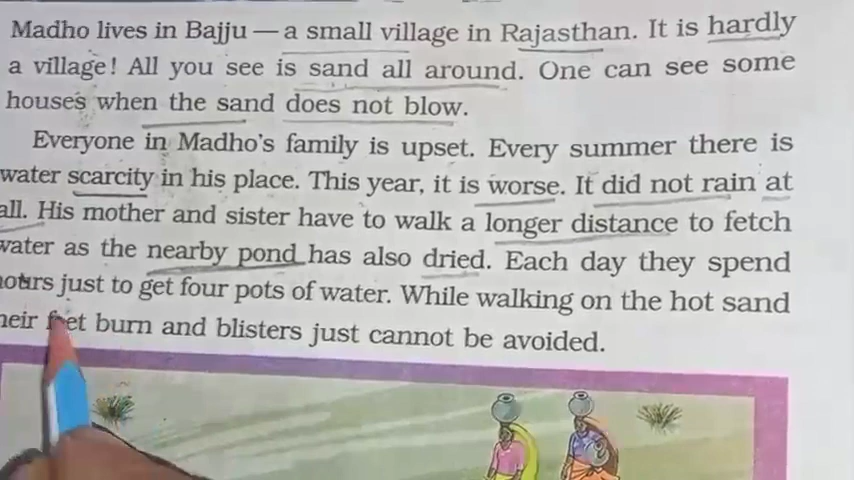 Madho lives in Bajju — a small village in Rajasthan. It is hardly
a village! All you see is sand all around. One can see some
houses when the sand does not blow.
Everyone in Madho's family is upset. Every summer there is
water scarcity in his place. This year, it is worse. It did not rain at
all. His mother and sister have to walk a longer distance to fetch
water as the nearby pond has also dried. Each day they spend
hours just to get four pots of water. While walking on the hot sand
their feet burn and blisters just cannot be avoided.